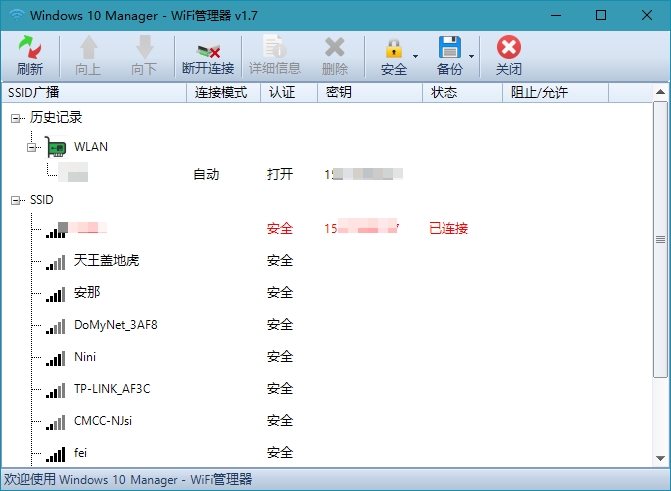 Windows 10 Manager - WiFi管理器 v1.7
刷新 向上 向下 断开连接 详细信息 删除 安全 备份 关闭
SSID广播 连接模式 认证 密钥 状态 阻止/允许
历史记录
WLAN
自动 打开 15
SSID
安全 15 7 已连接
天王盖地虎 安全
安那 安全
DoMyNet_3AF8 安全
Nini 安全
TP-LINK_AF3C 安全
CMCC-NJsi 安全
fei 安全
欢迎使用 Windows 10 Manager - WiFi管理器